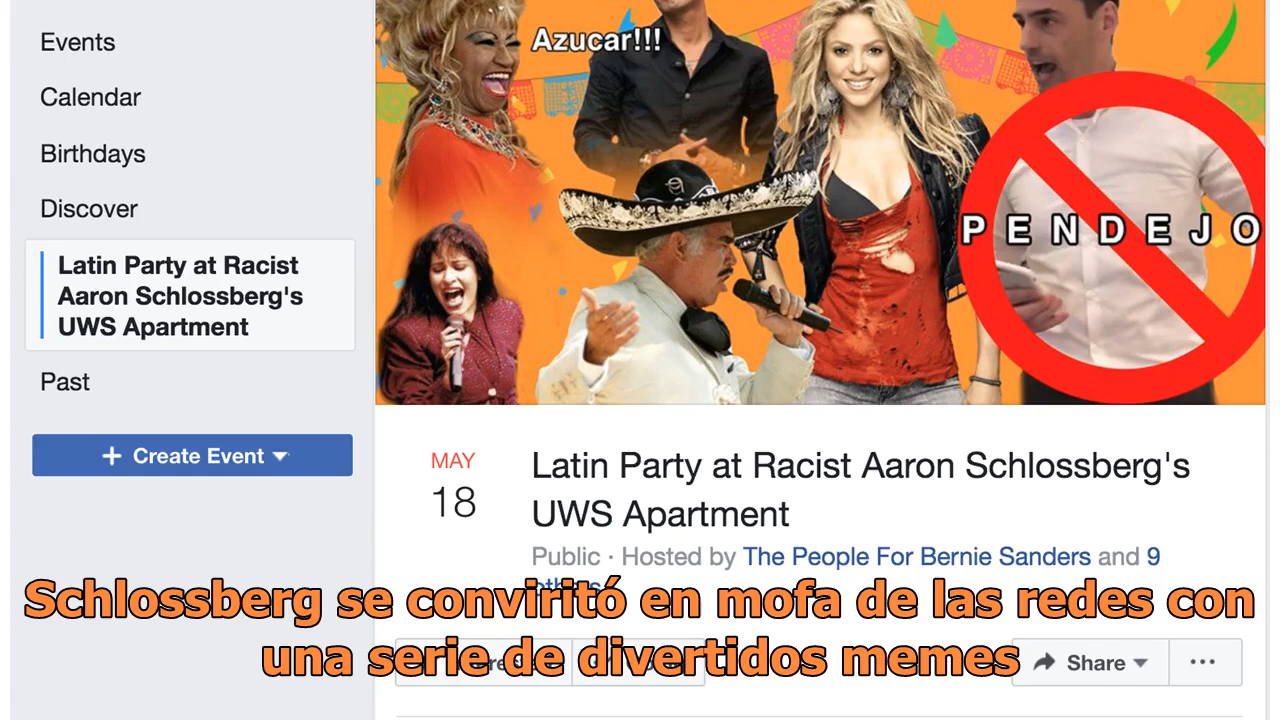 Events
Calendar
Birthdays
Discover
Latin Party at Racist
Aaron Schlossberg's
UWS Apartment
Past
+ Create Event
Azucar!!!
PENDEJO
MAY
18
Latin Party at Racist Aaron Schlossberg's
UWS Apartment
Public · Hosted by The People For Bernie Sanders and 9
others
Schlossberg se conviritó en mofa de las redes con
una serie de divertidos memes
Share
...